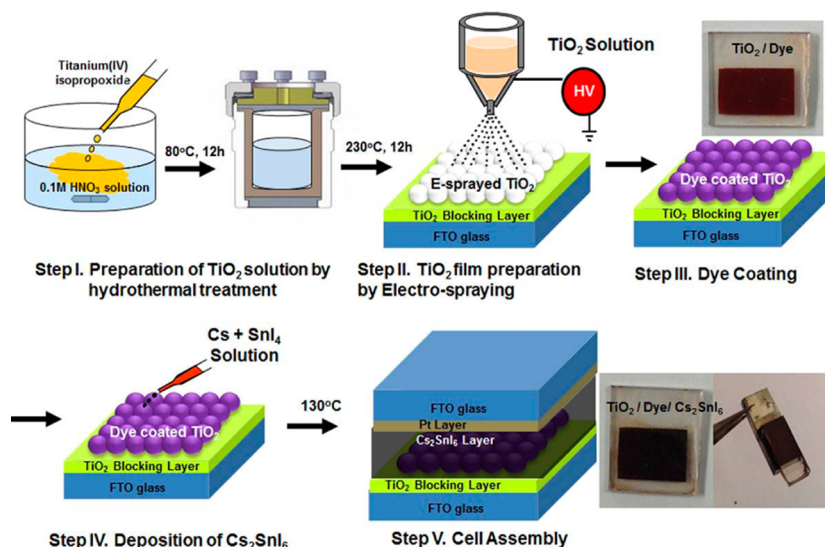 Titanium(IV)
isopropoxide
0.1M HNO₃ solution
80°C, 12h
230°C, 12h
TiO₂ Solution
HV
E-sprayed TiO₂
TiO₂ Blocking Layer
FTO glass
TiO₂ / Dye
Dye coated TiO₂
TiO₂ Blocking Layer
FTO glass
Step I. Preparation of TiO₂ solution by
hydrothermal treatment
Step II. TiO₂ film preparation
by Electro-spraying
Step III. Dye Coating
Cs + SnI₄
Solution
Dye coated TiO₂
TiO₂ Blocking Layer
FTO glass
130°C
FTO glass
Pt Layer
Cs₂SnI₆ Layer
TiO₂ Blocking Layer
FTO glass
TiO₂ / Dye/ Cs₂SnI₆
Step IV. Deposition of Cs₂SnI₆
Step V. Cell Assembly